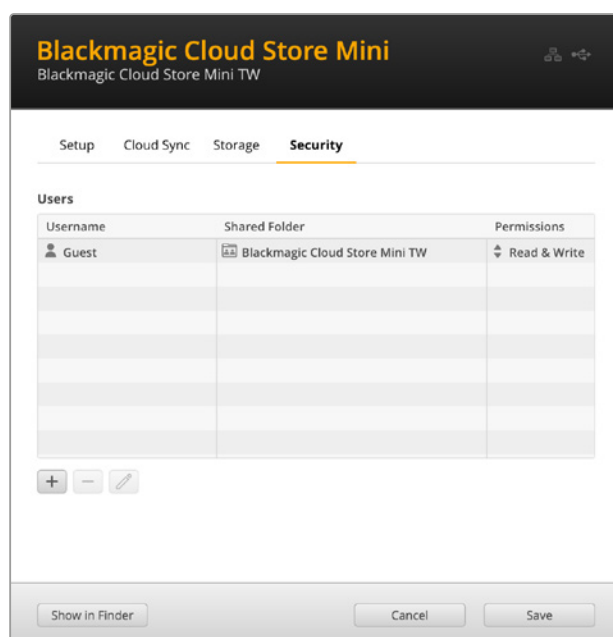 Blackmagic Cloud Store Mini
Blackmagic Cloud Store Mini TW
Setup Cloud Sync Storage Security
Users
Username Shared Folder Permissions
Guest Blackmagic Cloud Store Mini TW Read & Write
Show in Finder Cancel Save